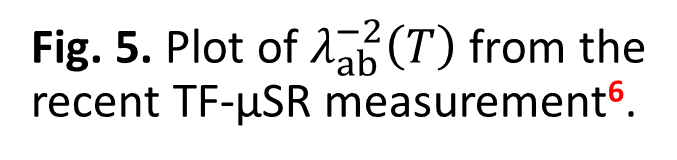 Fig. 5. Plot of λ_ab^−2(T) from the
recent TF-μSR measurement⁶.